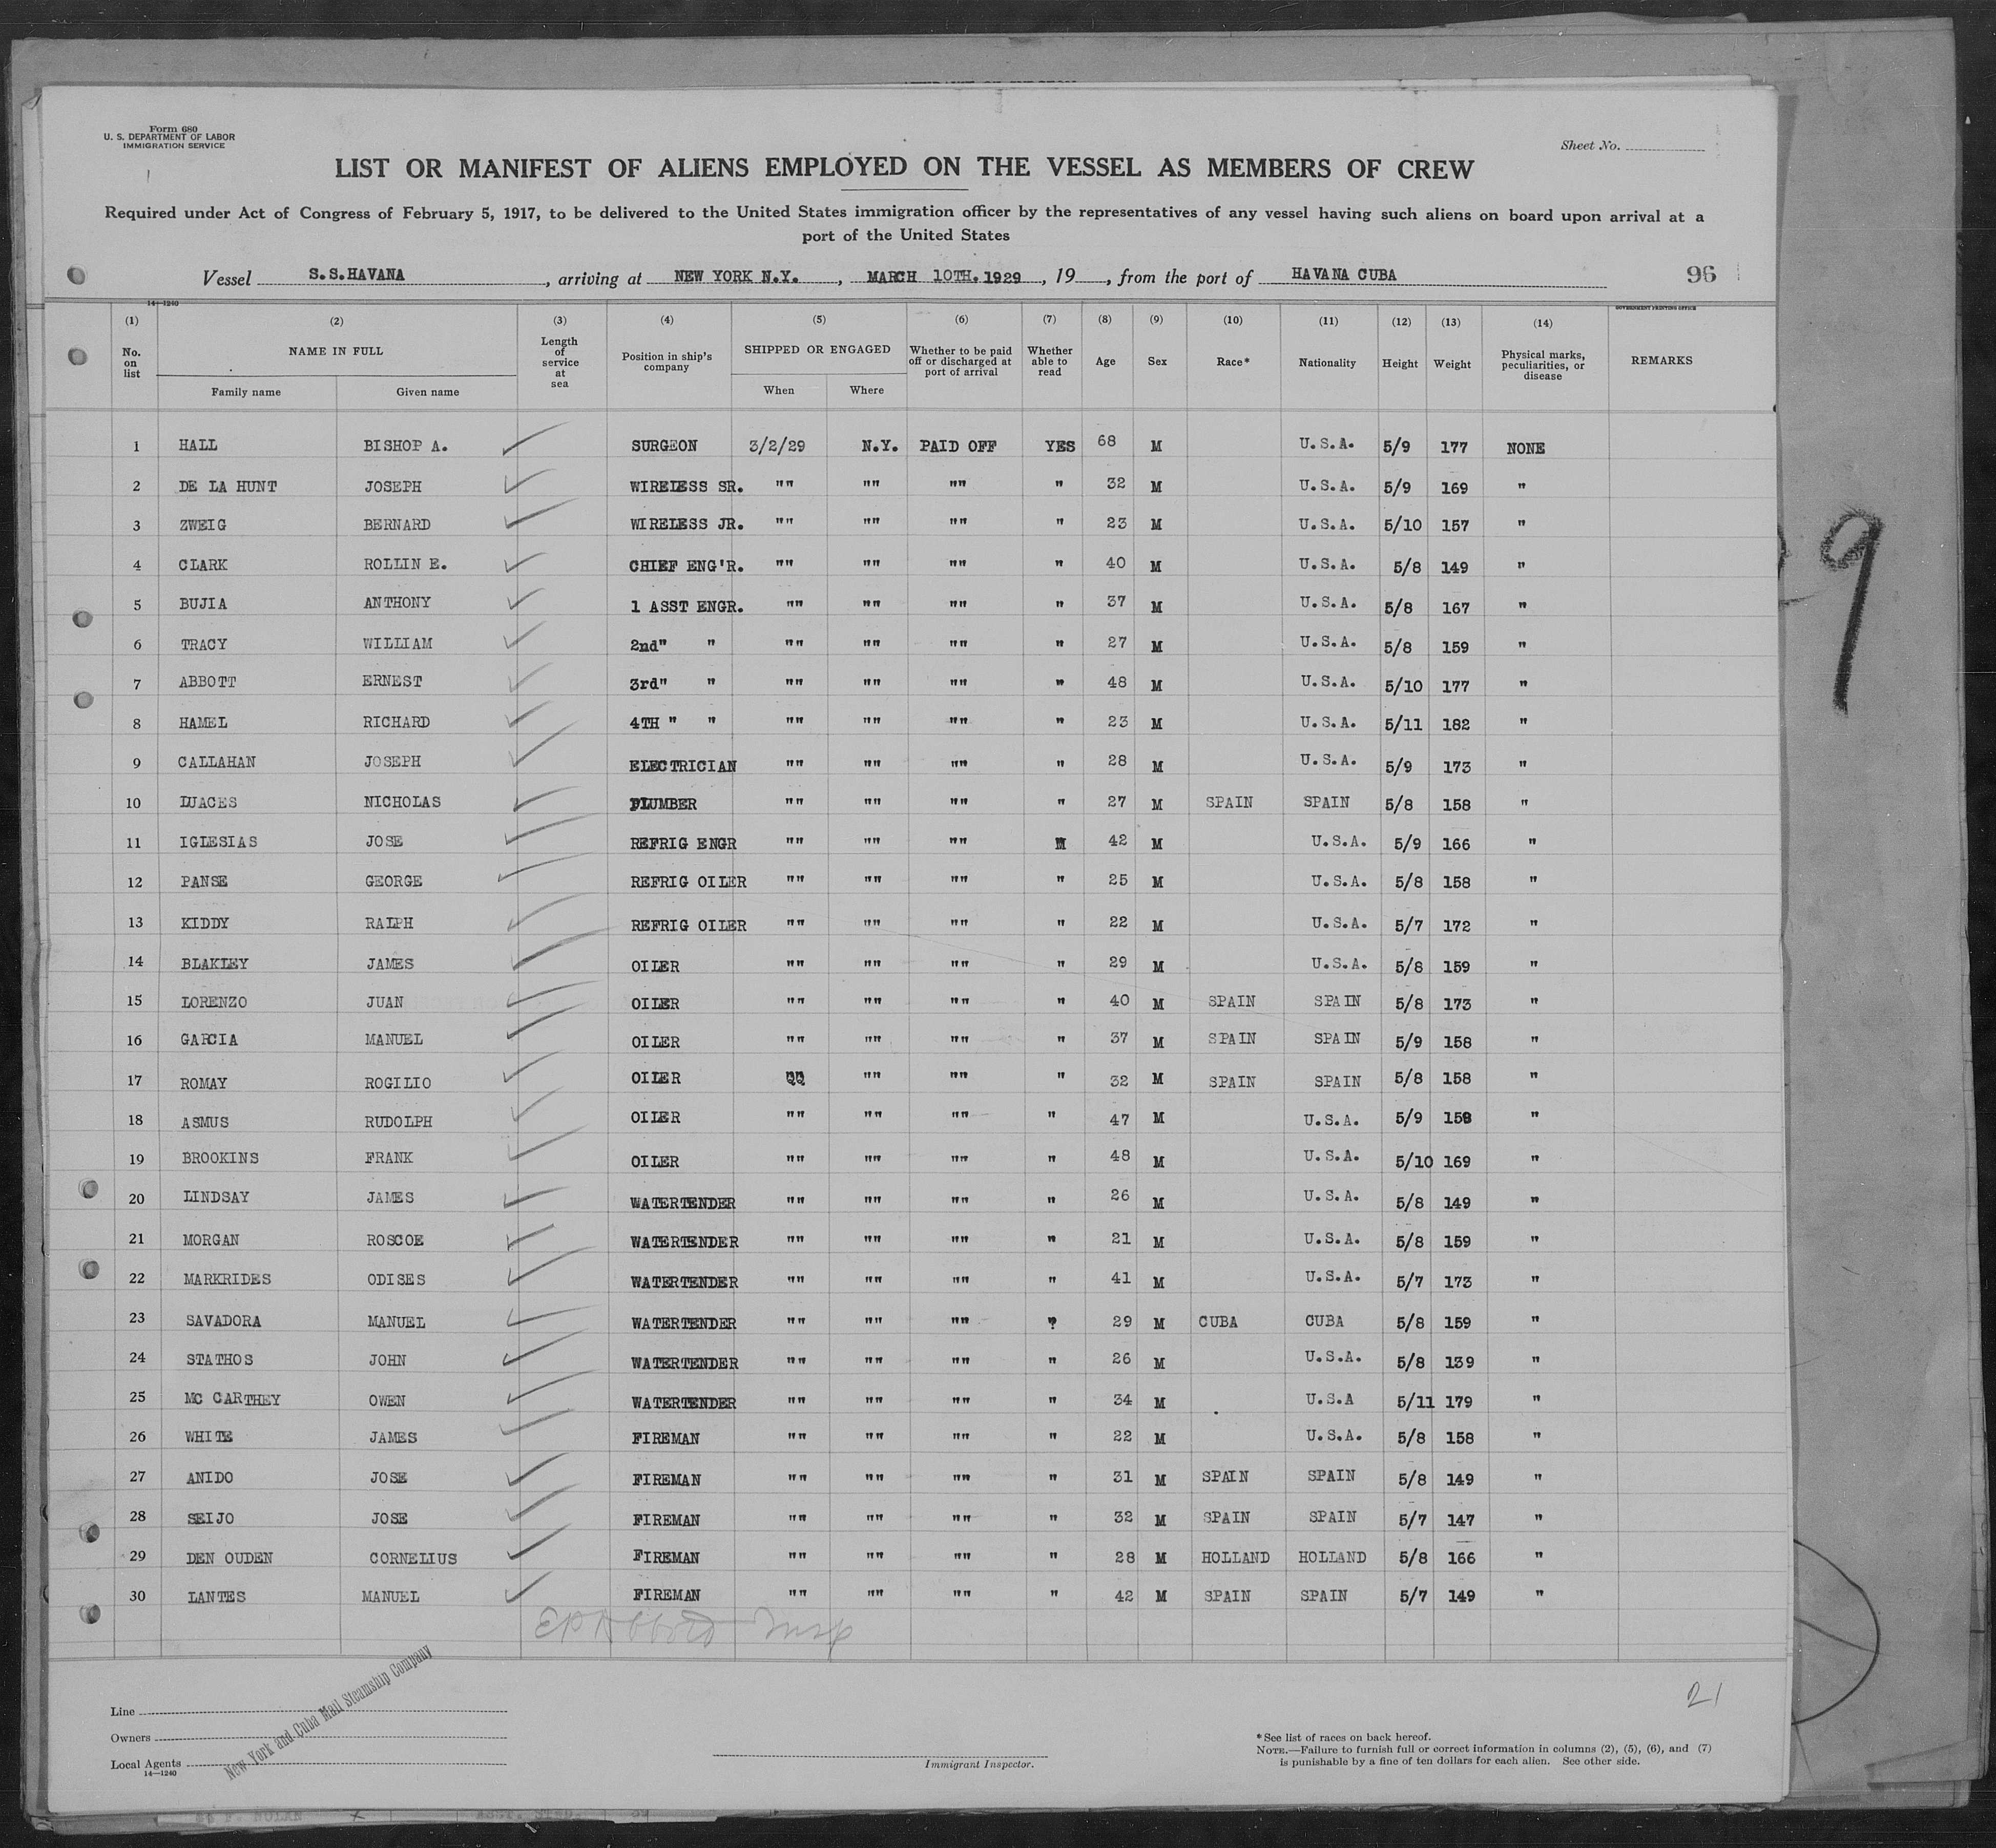 Form 680
U. S. DEPARTMENT OF LABOR
IMMIGRATION SERVICE
Sheet No.
LIST OR MANIFEST OF ALIENS EMPLOYED ON THE VESSEL AS MEMBERS OF CREW
Required under Act of Congress of February 5, 1917, to be delivered to the United States immigration officer by the representatives of any vessel having such aliens on board upon arrival at a
port of the United States
Vessel S.S.HAVANA, arriving at NEW YORK N.Y., MARCH 10TH.1929, 19, from the port of HAVANA CUBA 96
14-1240 GOVERNMENT PRINTING OFFICE
(1) (2) (3) (4) (5) (6) (7) (8) (9) (10) (11) (12) (13) (14)
No. on list NAME IN FULL Family name Given name Length of service at sea Position in ship's company SHIPPED OR ENGAGED When Where Whether to be paid off or discharged at port of arrival Whether able to read Age Sex Race* Nationality Height Weight Physical marks, peculiarities, or disease REMARKS
1 HALL BISHOP A. SURGEON 3/2/29 N.Y. PAID OFF YES 68 M U.S.A. 5/9 177 NONE
2 DE LA HUNT JOSEPH WIRELESS SR. "" "" "" " 32 M U.S.A. 5/9 169 "
3 ZWEIG BERNARD WIRELESS JR. "" "" "" " 23 M U.S.A. 5/10 157 "
4 CLARK ROLLIN E. CHIEF ENG'R. "" "" "" " 40 M U.S.A. 5/8 149 "
5 BUJIA ANTHONY 1 ASST ENGR. "" "" "" " 37 M U.S.A. 5/8 167 "
6 TRACY WILLIAM 2nd" " "" "" "" " 27 M U.S.A. 5/8 159 "
7 ABBOTT ERNEST 3rd" " "" "" "" " 48 M U.S.A. 5/10 177 "
8 HAMEL RICHARD 4TH " " "" "" "" " 23 M U.S.A. 5/11 182 "
9 CALLAHAN JOSEPH ELECTRICIAN "" "" "" " 28 M U.S.A. 5/9 173 "
10 LUACES NICHOLAS PLUMBER "" "" "" " 27 M SPAIN SPAIN 5/8 158 "
11 IGLESIAS JOSE REFRIG ENGR "" "" "" 42 M U.S.A. 5/9 166 "
12 PANSE GEORGE REFRIG OILER "" "" "" " 25 M U.S.A. 5/8 158 "
13 KIDDY RALPH REFRIG OILER "" "" "" " 22 M U.S.A. 5/7 172 "
14 BLAKLEY JAMES OILER "" "" "" " 29 M U.S.A. 5/8 159 "
15 LORENZO JUAN OILER "" "" "" " 40 M SPAIN SPAIN 5/8 173 "
16 GARCIA MANUEL OILER "" "" "" " 37 M SPAIN SPAIN 5/9 158 "
17 ROMAY ROGILIO OILER "" "" " 32 M SPAIN SPAIN 5/8 158 "
18 ASMUS RUDOLPH OILER "" "" "" " 47 M U.S.A. 5/9 "
19 BROOKINS FRANK OILER "" "" "" " 48 M U.S.A. 5/10 169 "
20 LINDSAY JAMES WATERTENDER "" "" "" " 26 M U.S.A. 5/8 149 "
21 MORGAN ROSCOE WATERTENDER "" "" "" " 21 M U.S.A. 5/8 159 "
22 MARKRIDES ODISES WATERTENDER "" "" "" " 41 M U.S.A. 5/7 173 "
23 SAVADORA MANUEL WATERTENDER "" "" "" ? 29 M CUBA CUBA 5/8 159 "
24 STATHOS JOHN WATERTENDER "" "" "" " 26 M U.S.A. 5/8 139 "
25 MC CARTHEY OWEN WATERTENDER "" "" "" " 34 M U.S.A 5/11 179 "
26 WHITE JAMES FIREMAN "" "" "" " 22 M U.S.A. 5/8 158 "
27 ANIDO JOSE FIREMAN "" "" "" " 31 M SPAIN SPAIN 5/8 149 "
28 SEIJO JOSE FIREMAN "" "" "" " 32 M SPAIN SPAIN 5/7 147 "
29 DEN OUDEN CORNELIUS FIREMAN "" "" "" " 28 M HOLLAND HOLLAND 5/8 166 "
30 LANTES MANUEL FIREMAN "" "" "" " 42 M SPAIN SPAIN 5/7 149 "
Insp
21
Line
Owners
Local Agents
14-1240
New York and Cuba Mail Steamship Company
Immigrant Inspector.
*See list of races on back hereof.
NOTE.—Failure to furnish full or correct information in columns (2), (5), (6), and (7)
is punishable by a fine of ten dollars for each alien. See other side.
9